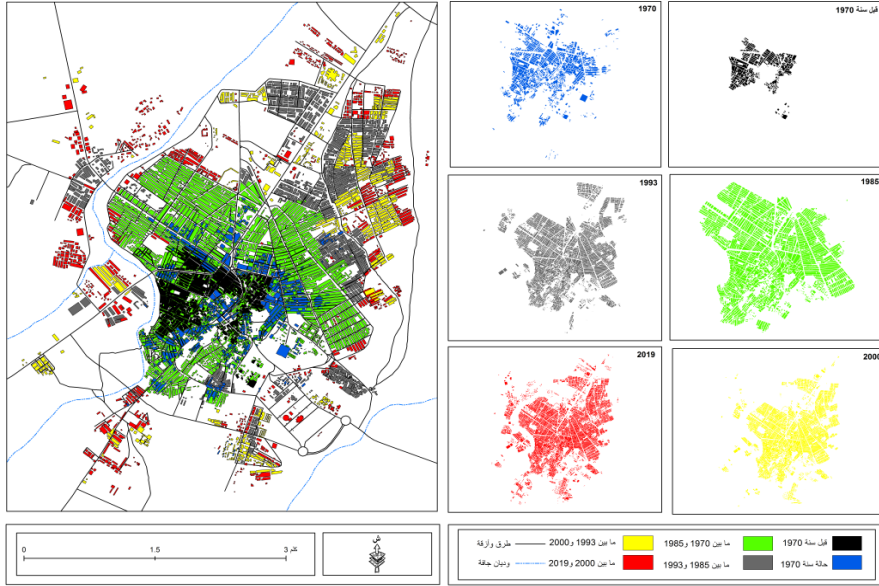 قبل سنة 1970
1970
1985
1993
2000
2019
قبل سنة 1970
ما بين 1970 و1985
ما بين 1993 و2000
طرق وأزقة
حالة سنة 1970
ما بين 1985 و1993
ما بين 2000 و2019
وديان جافة
ش
0
1.5
3 كلم